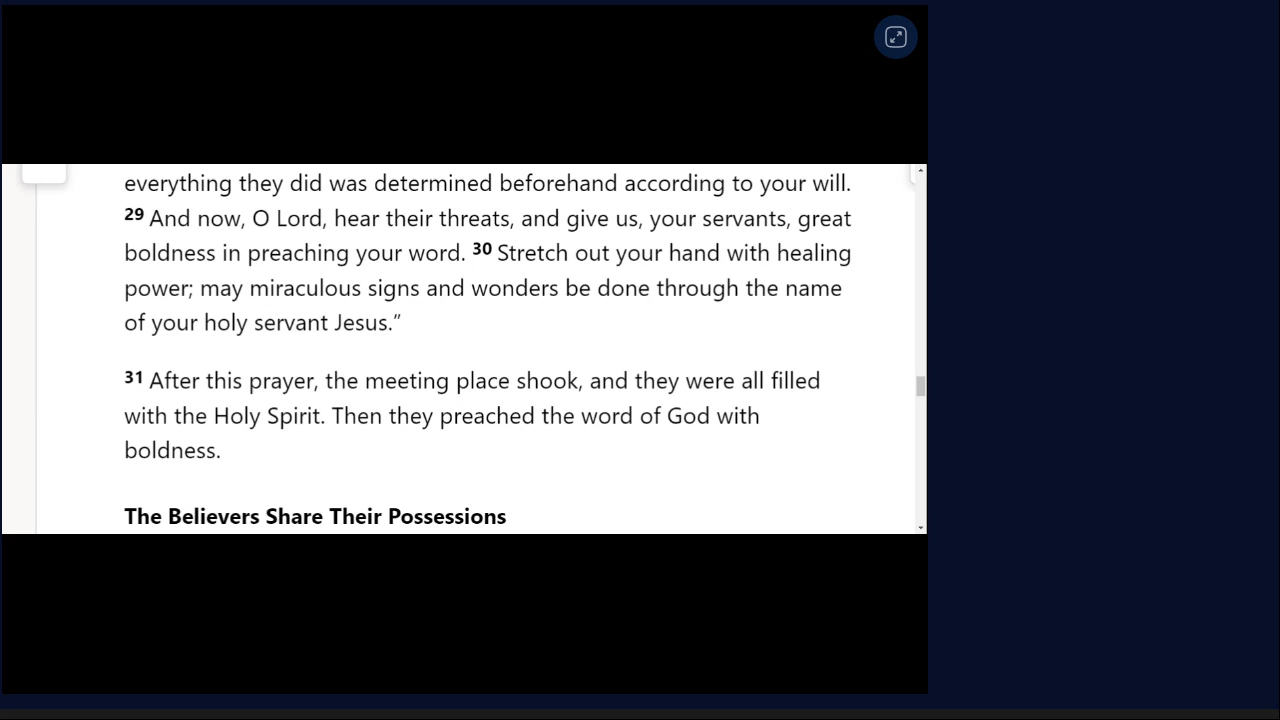 everything they did was determined beforehand according to your will.
29 And now, O Lord, hear their threats, and give us, your servants, great
boldness in preaching your word. 30 Stretch out your hand with healing
power; may miraculous signs and wonders be done through the name
of your holy servant Jesus.”
31 After this prayer, the meeting place shook, and they were all filled
with the Holy Spirit. Then they preached the word of God with
boldness.
The Believers Share Their Possessions